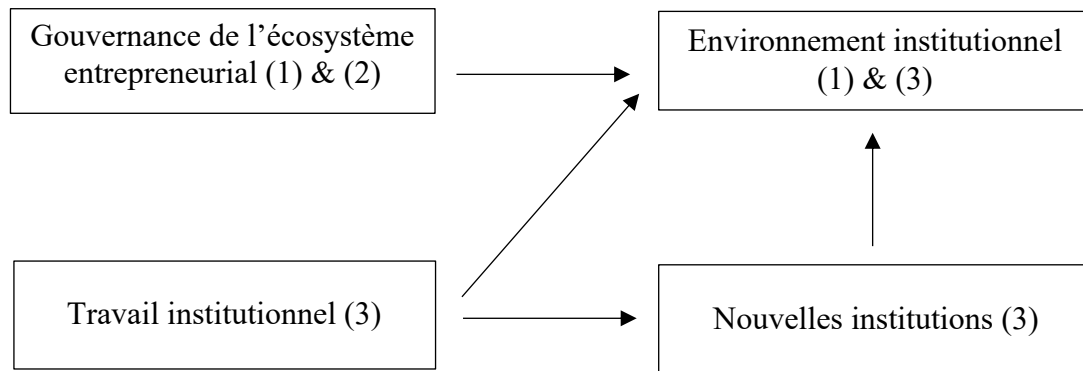 Gouvernance de l’écosystème
entrepreneurial (1) & (2)
Environnement institutionnel
(1) & (3)
Travail institutionnel (3)
Nouvelles institutions (3)